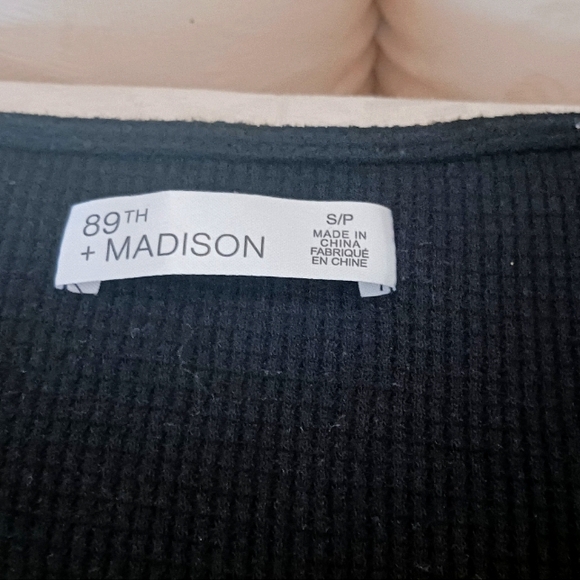 89TH
+ MADISON
S/P
MADE IN
CHINA
FABRIQUÉ
EN CHINE